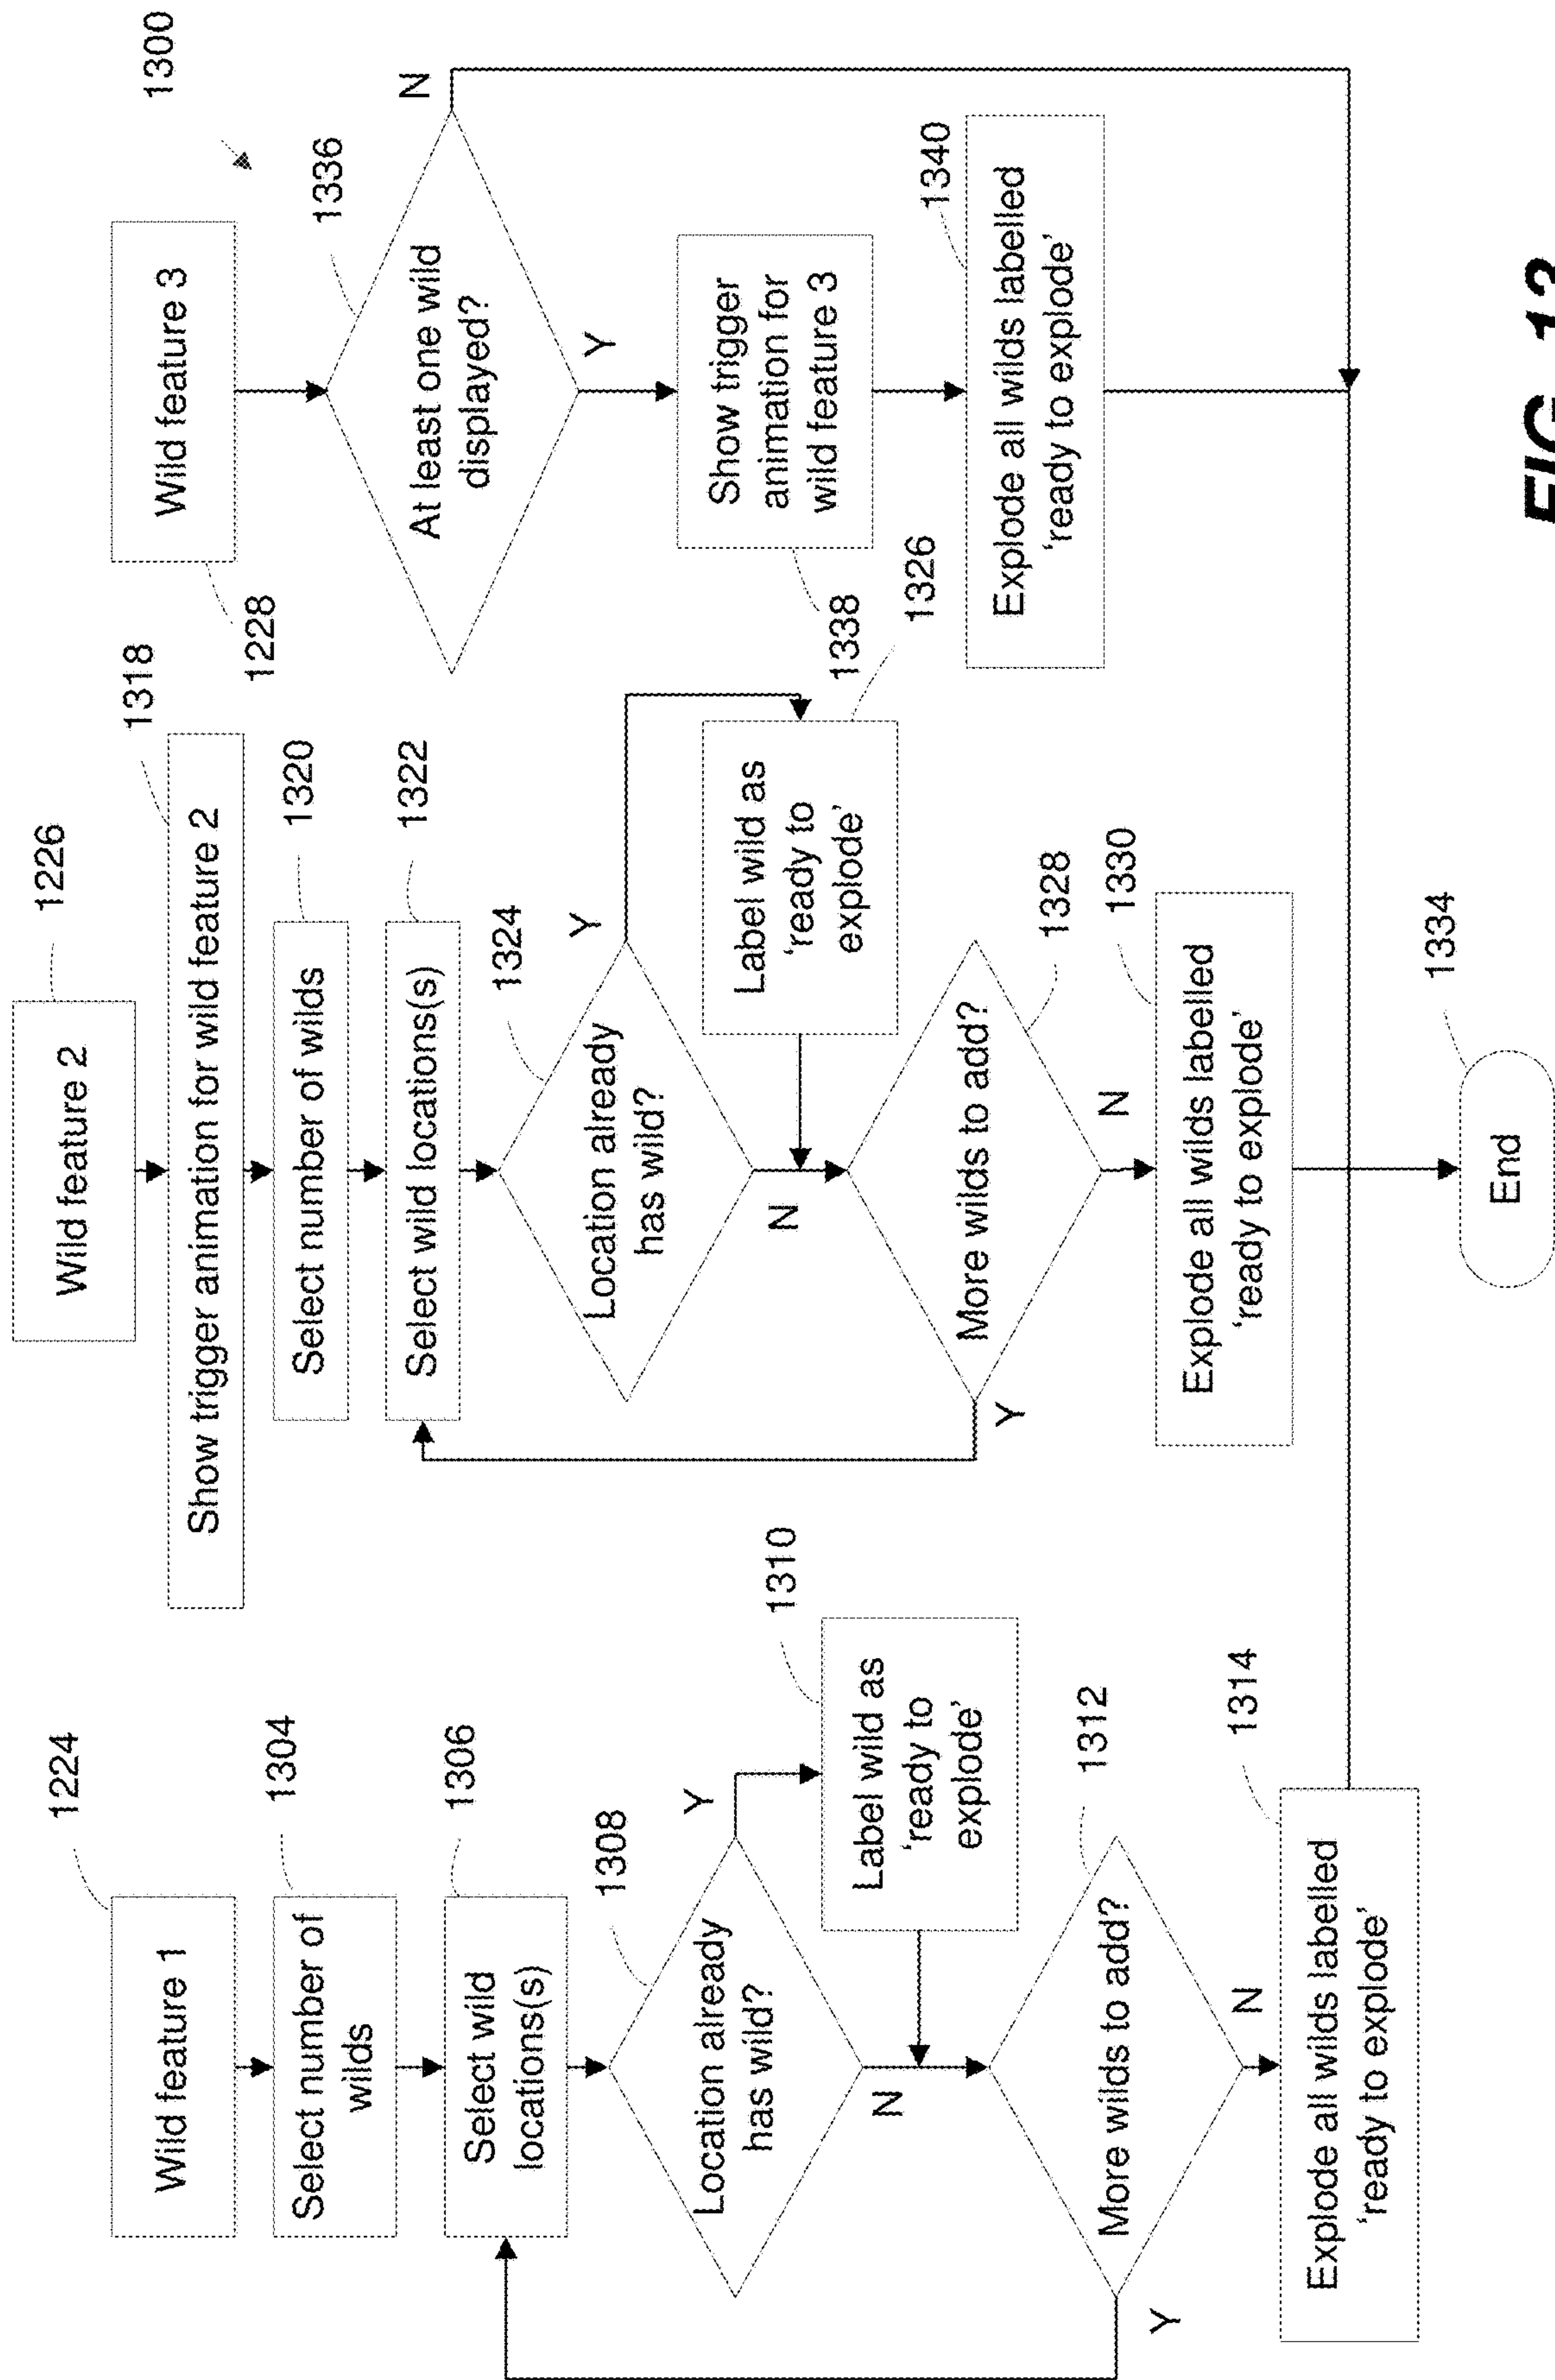 1300
Wild feature 1
1224
Select number of
wilds
1304
Select wild
locations(s)
1306
Location already
has wild?
1308
Y
N
Label wild as
'ready to
explode'
1310
More wilds to add?
1312
Y
N
Explode all wilds labelled
'ready to explode'
1314
Wild feature 2
1226
Show trigger animation for wild feature 2
1318
Select number of wilds
1320
Select wild locations(s)
1322
Location already
has wild?
1324
Y
N
Label wild as
'ready to
explode'
1326
More wilds to add?
1328
Y
N
Explode all wilds labelled
'ready to explode'
1330
End
1334
Wild feature 3
1228
At least one wild
displayed?
1336
N
Y
Show trigger
animation for
wild feature 3
1338
Explode all wilds labelled
'ready to explode'
1340
FIG. 13